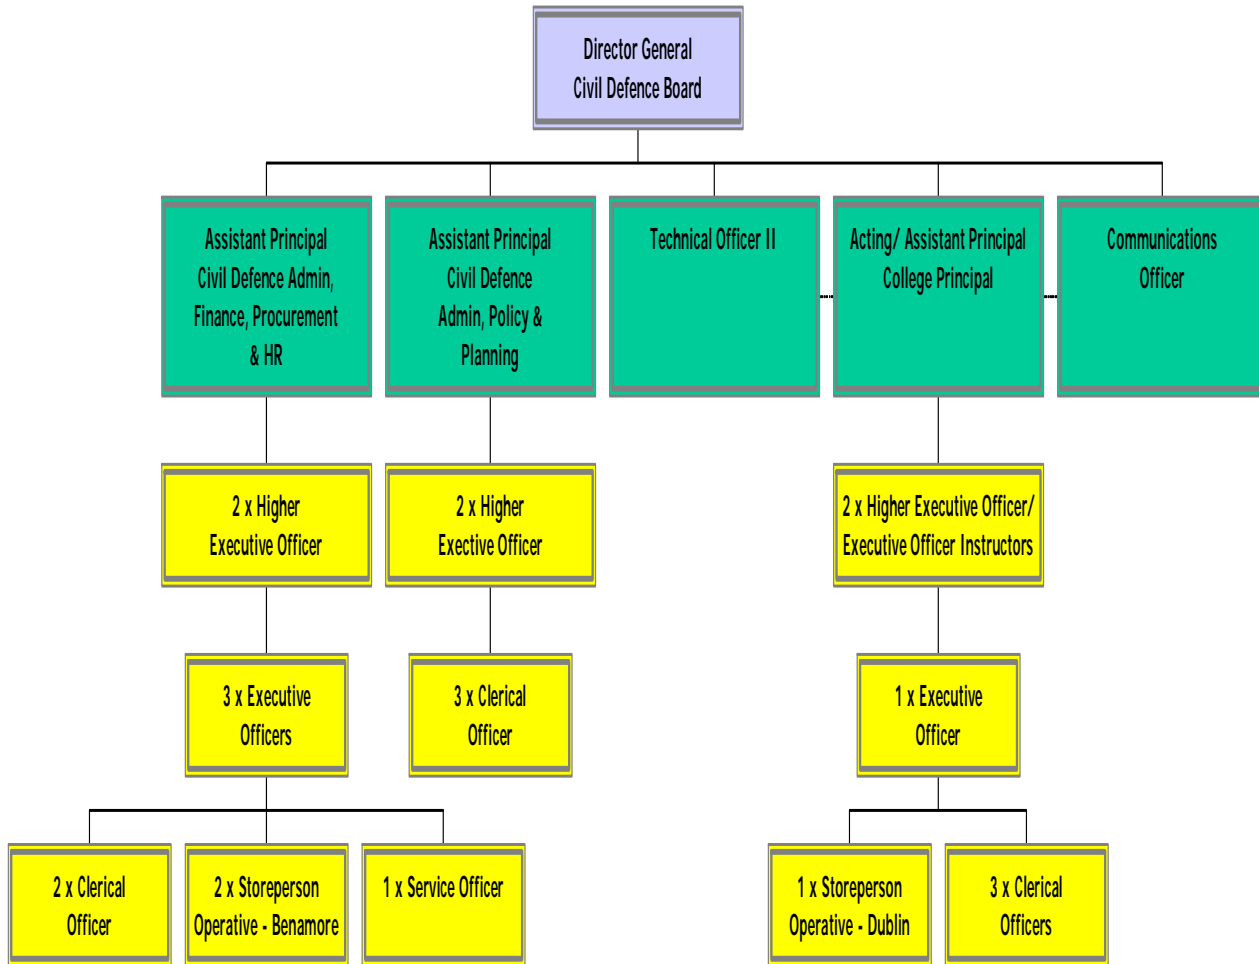 Director General
Civil Defence Board
Assistant Principal
Civil Defence Admin,
Finance, Procurement
& HR
Assistant Principal
Civil Defence
Admin, Policy &
Planning
Technical Officer II
Acting/ Assistant Principal
College Principal
Communications
Officer
2 x Higher
Executive Officer
2 x Higher
Exective Officer
2 x Higher Executive Officer/
Executive Officer Instructors
3 x Executive
Officers
3 x Clerical
Officer
1 x Executive
Officer
2 x Clerical
Officer
2 x Storeperson
Operative - Benamore
1 x Service Officer
1 x Storeperson
Operative - Dublin
3 x Clerical
Officers